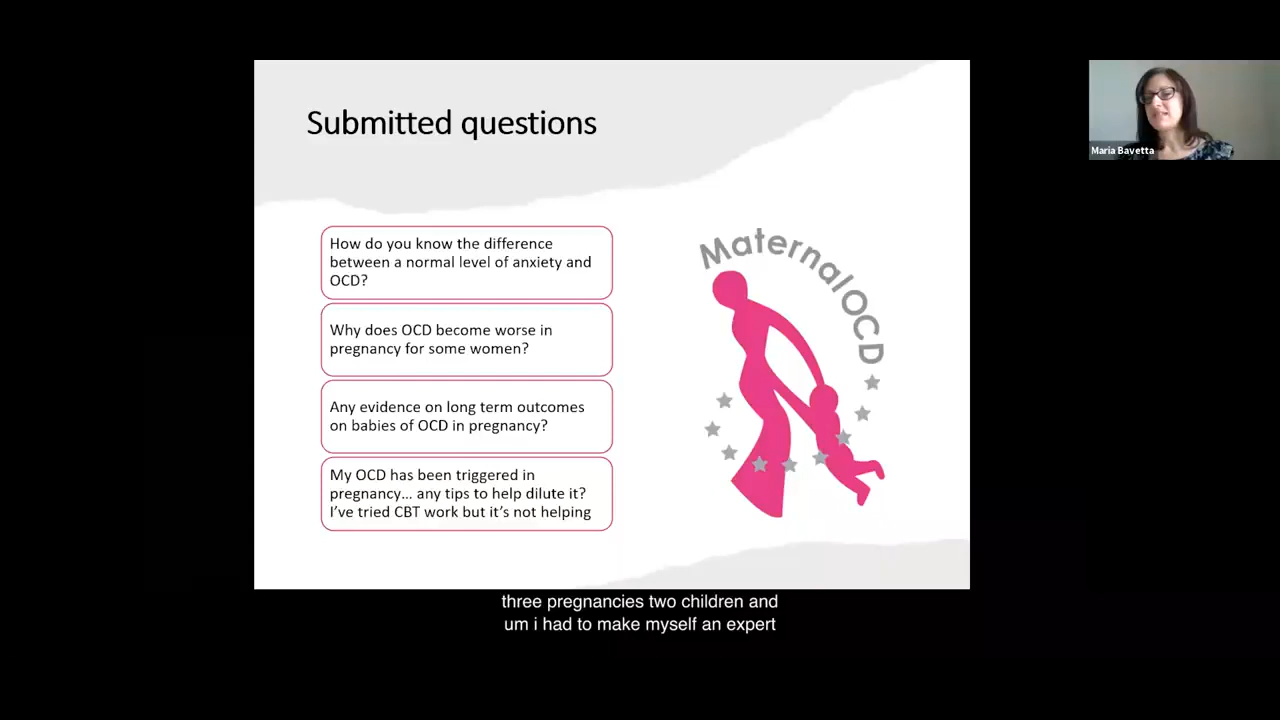 Submitted questions
How do you know the difference
between a normal level of anxiety and
OCD?
Why does OCD become worse in
pregnancy for some women?
Any evidence on long term outcomes
on babies of OCD in pregnancy?
My OCD has been triggered in
pregnancy... any tips to help dilute it?
I've tried CBT work but it's not helping
MaternalOCD
Maria Bavetta
three pregnancies two children and
um i had to make myself an expert